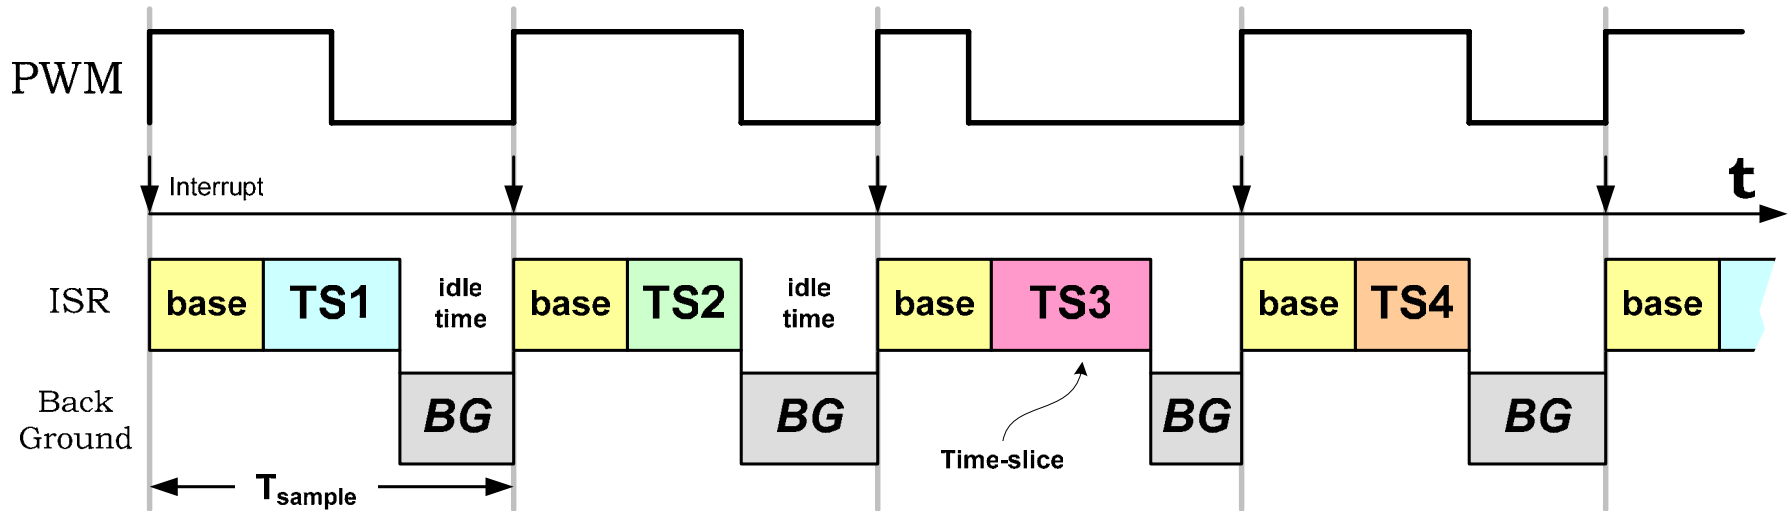 PWM
Interrupt
t
ISR
base TS1 idle time base TS2 idle time base TS3 base TS4 base
Back Ground
BG BG BG BG
Time-slice
Tsample